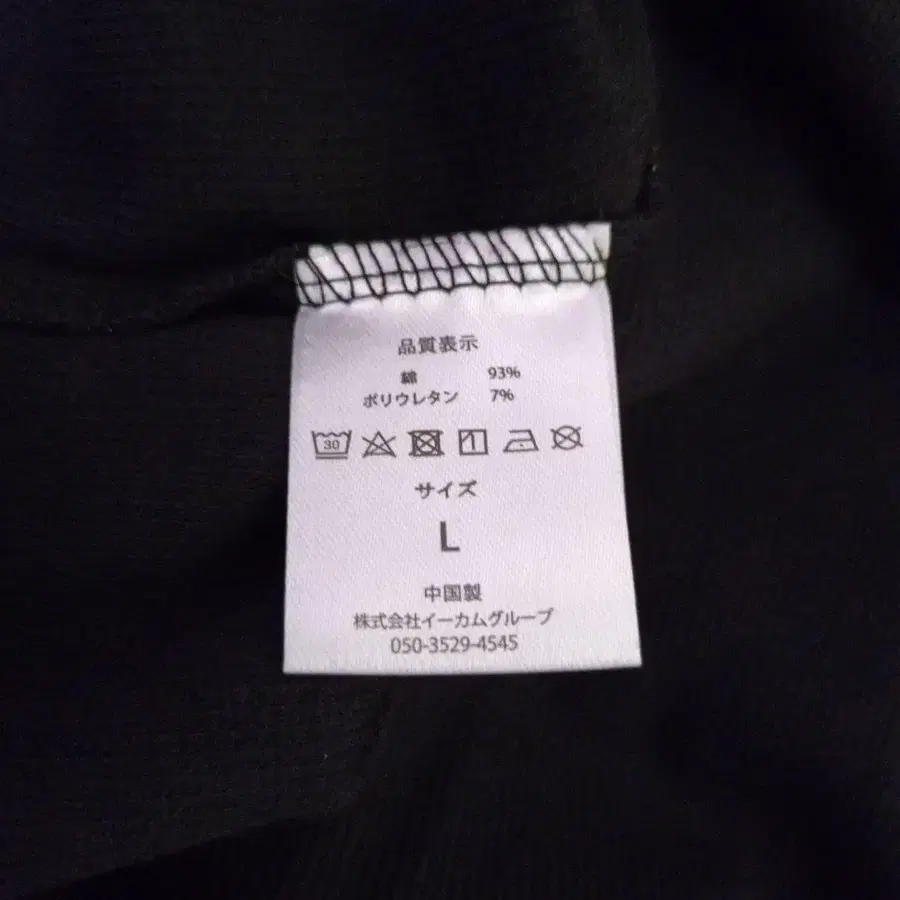 品質表示
綿 93%
ポリウレタン 7%
30
サイズ
L
中国製
株式会社イーカムグループ
050-3529-4545